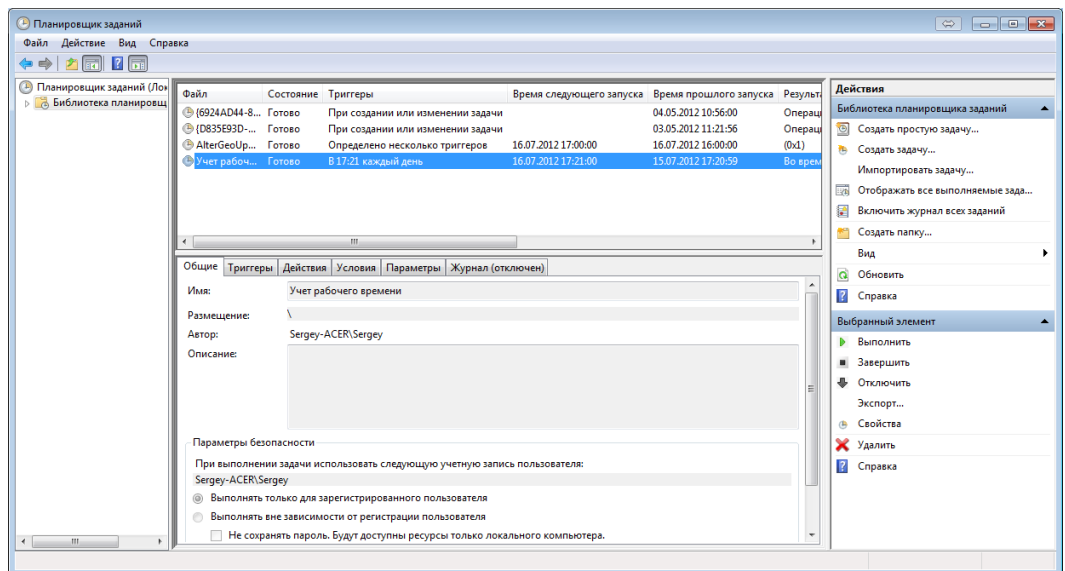 Планировщик заданий
Файл Действие Вид Справка
Планировщик заданий (Лок
Библиотека планировщ
Файл Состояние Триггеры Время следующего запуска Время прошлого запуска Результа
{6924AD44-8... Готово При создании или изменении задачи 04.05.2012 10:56:00 Операц
{D835E93D-... Готово При создании или изменении задачи 03.05.2012 11:21:56 Операц
AlterGeoUp... Готово Определено несколько триггеров 16.07.2012 17:00:00 16.07.2012 16:00:00 (0x1)
Учет рабоч... Готово В 17:21 каждый день 16.07.2012 17:21:00 15.07.2012 17:20:59 Во врем
Общие Триггеры Действия Условия Параметры Журнал (отключен)
Имя: Учет рабочего времени
Размещение: \
Автор: Sergey-ACER\Sergey
Описание:
Параметры безопасности
При выполнении задачи использовать следующую учетную запись пользователя:
Sergey-ACER\Sergey
Выполнять только для зарегистрированного пользователя
Выполнять вне зависимости от регистрации пользователя
Не сохранять пароль. Будут доступны ресурсы только локального компьютера.
Действия
Библиотека планировщика заданий
Создать простую задачу...
Создать задачу...
Импортировать задачу...
Отображать все выполняемые зада...
Включить журнал всех заданий
Создать папку...
Вид
Обновить
Справка
Выбранный элемент
Выполнить
Завершить
Отключить
Экспорт...
Свойства
Удалить
Справка